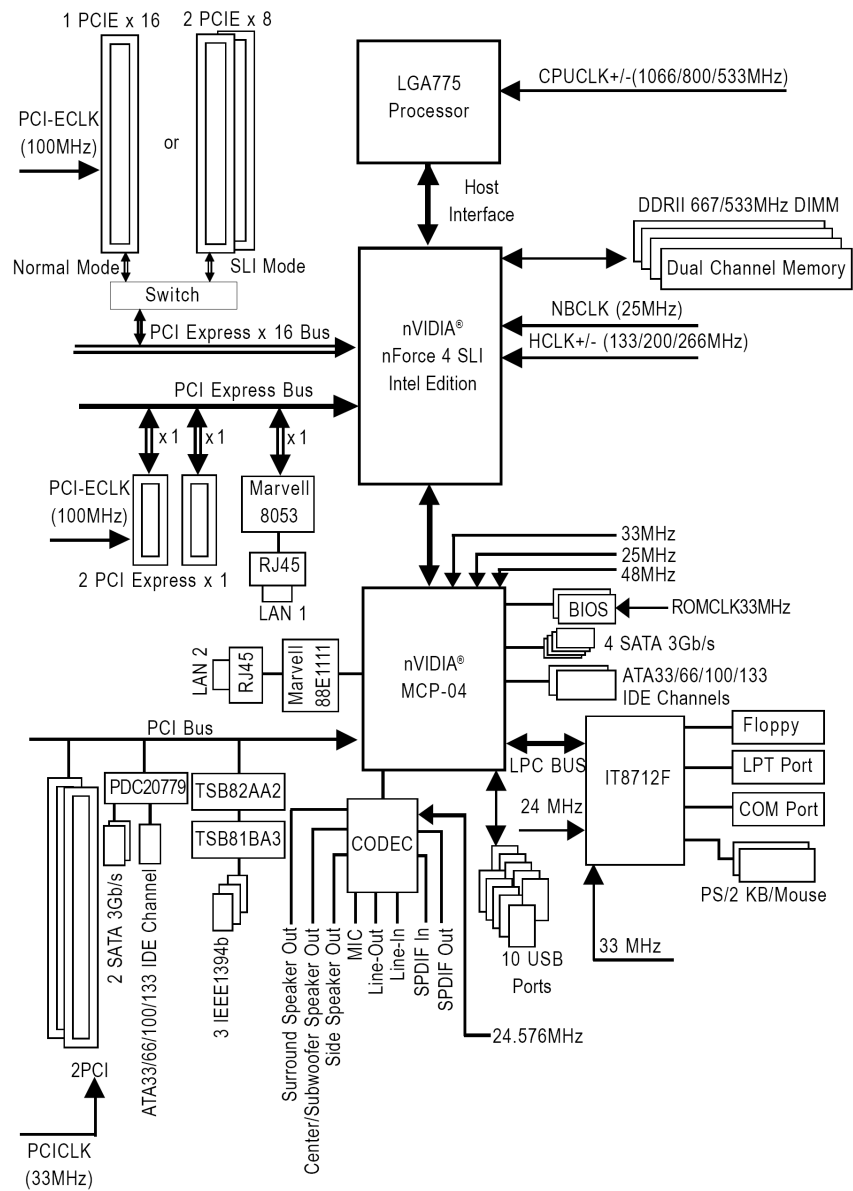 1 PCIE x 16
2 PCIE x 8
PCI-ECLK
(100MHz)
or
Normal Mode
SLI Mode
Switch
PCI Express x 16 Bus
LGA775
Processor
CPUCLK+/-(1066/800/533MHz)
Host
Interface
DDRII 667/533MHz DIMM
Dual Channel Memory
nVIDIA®
nForce 4 SLI
Intel Edition
NBCLK (25MHz)
HCLK+/- (133/200/266MHz)
PCI Express Bus
x 1
x 1
x 1
PCI-ECLK
(100MHz)
2 PCI Express x 1
Marvell
8053
RJ45
LAN 1
33MHz
25MHz
48MHz
nVIDIA®
MCP-04
BIOS
ROMCLK33MHz
4 SATA 3Gb/s
ATA33/66/100/133
IDE Channels
LAN 2
RJ45
Marvell
88E1111
PCI Bus
LPC BUS
IT8712F
Floppy
LPT Port
COM Port
PS/2 KB/Mouse
24 MHz
33 MHz
PDC20779
TSB82AA2
TSB81BA3
2 SATA 3Gb/s
ATA33/66/100/133 IDE Channel
3 IEEE1394b
CODEC
Surround Speaker Out
Center/Subwoofer Speaker Out
Side Speaker Out
MIC
Line-Out
Line-In
SPDIF In
SPDIF Out
10 USB
Ports
24.576MHz
2PCI
PCICLK
(33MHz)